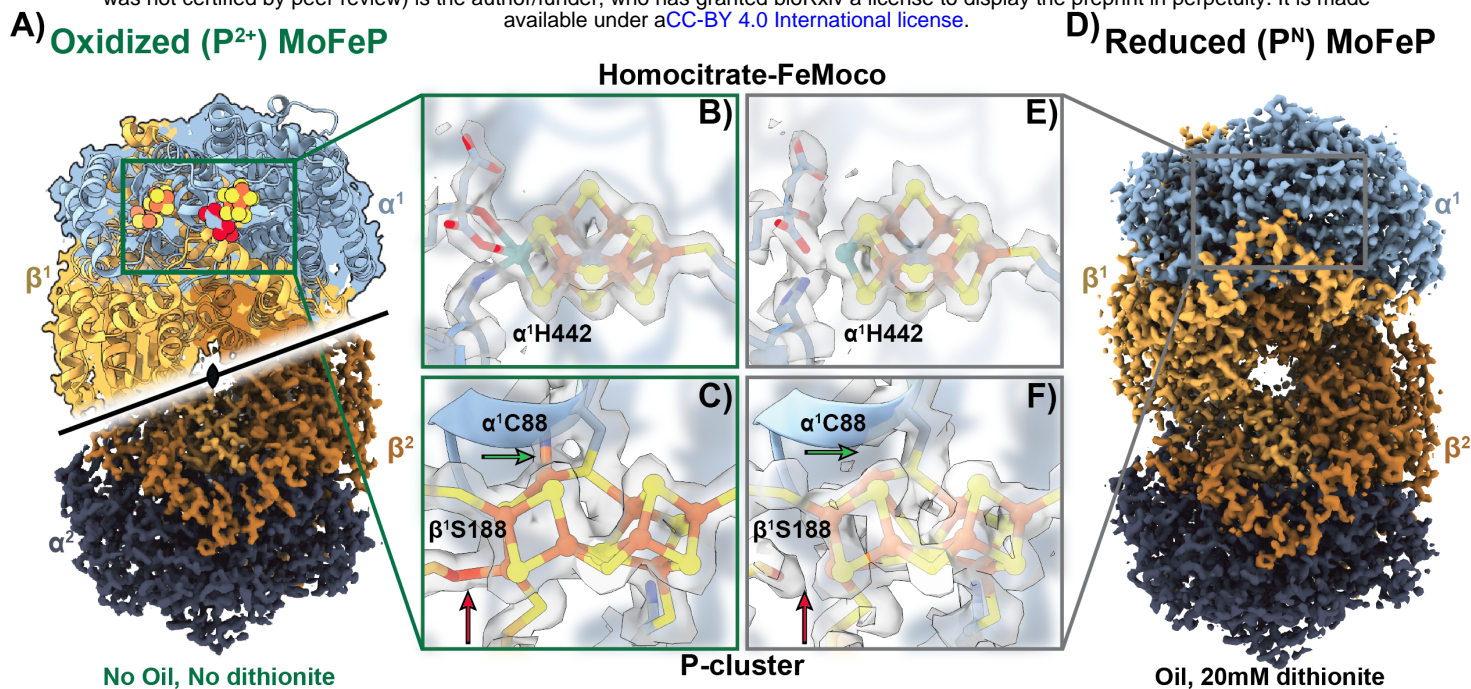 was not certified by peer review) is the author/funder, who has granted bioRxiv a license to display the preprint in perpetuity. It is made
available under aCC-BY 4.0 International license.
A) Oxidized (P²⁺) MoFeP
D) Reduced (Pᴺ) MoFeP
Homocitrate-FeMoco
B)
E)
α¹
β¹
α¹H442
α¹H442
α¹
β¹
C)
F)
α¹C88
α¹C88
β¹S188
β¹S188
β²
α²
β²
P-cluster
No Oil, No dithionite
Oil, 20mM dithionite